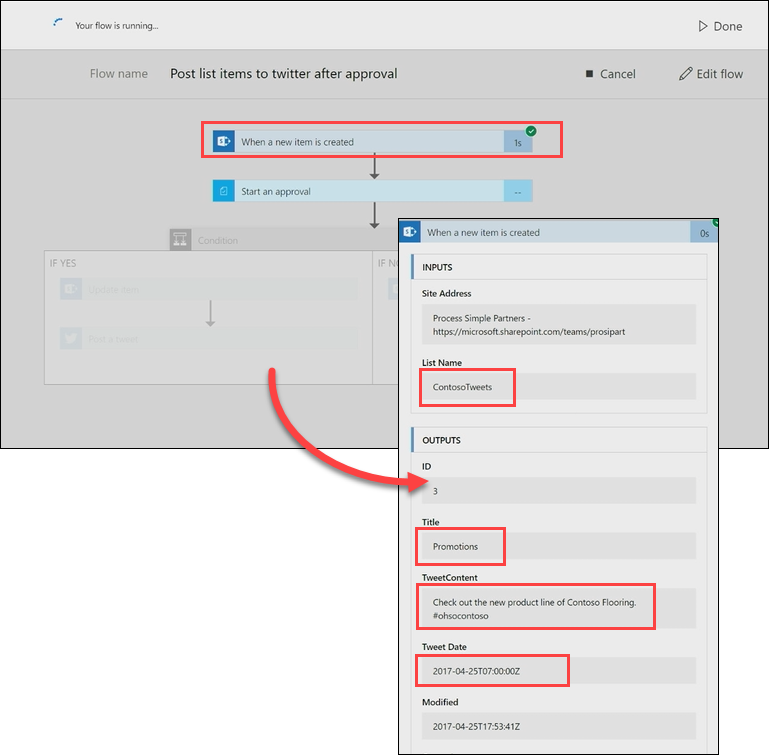 Your flow is running...
Done
Flow name
Post list items to twitter after approval
Cancel
Edit flow
When a new item is created
1s
Start an approval
--
Condition
IF YES
IF NO
Update item
Post a tweet
When a new item is created
0s
INPUTS
Site Address
Process Simple Partners -
https://microsoft.sharepoint.com/teams/prosipart
List Name
ContosoTweets
OUTPUTS
ID
3
Title
Promotions
TweetContent
Check out the new product line of Contoso Flooring.
#ohsocontoso
Tweet Date
2017-04-25T07:00:00Z
Modified
2017-04-25T17:53:41Z